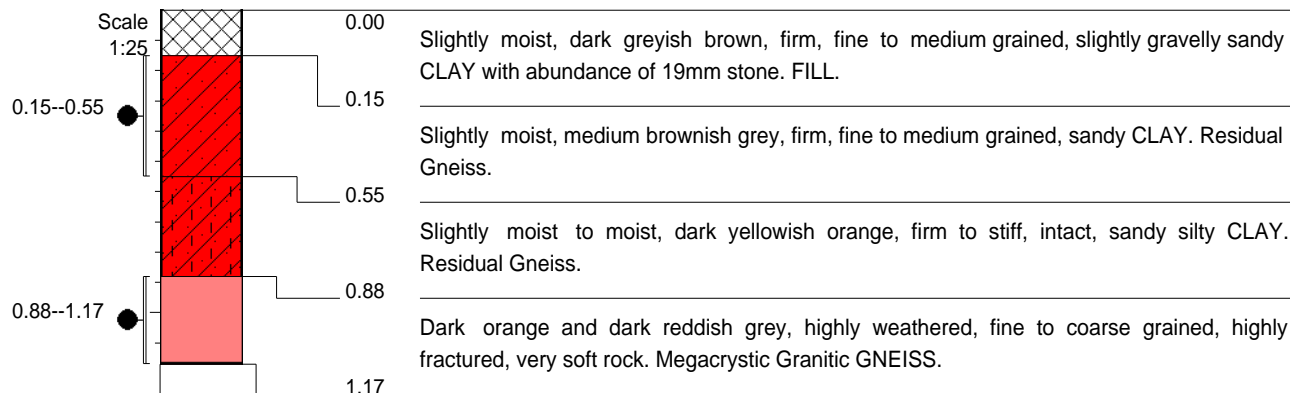 Scale
1:25
0.00
Slightly moist, dark greyish brown, firm, fine to medium grained, slightly gravelly sandy
CLAY with abundance of 19mm stone. FILL.
0.15--0.55
0.15
Slightly moist, medium brownish grey, firm, fine to medium grained, sandy CLAY. Residual
Gneiss.
0.55
Slightly moist to moist, dark yellowish orange, firm to stiff, intact, sandy silty CLAY.
Residual Gneiss.
0.88
0.88--1.17
Dark orange and dark reddish grey, highly weathered, fine to coarse grained, highly
fractured, very soft rock. Megacrystic Granitic GNEISS.
1.17